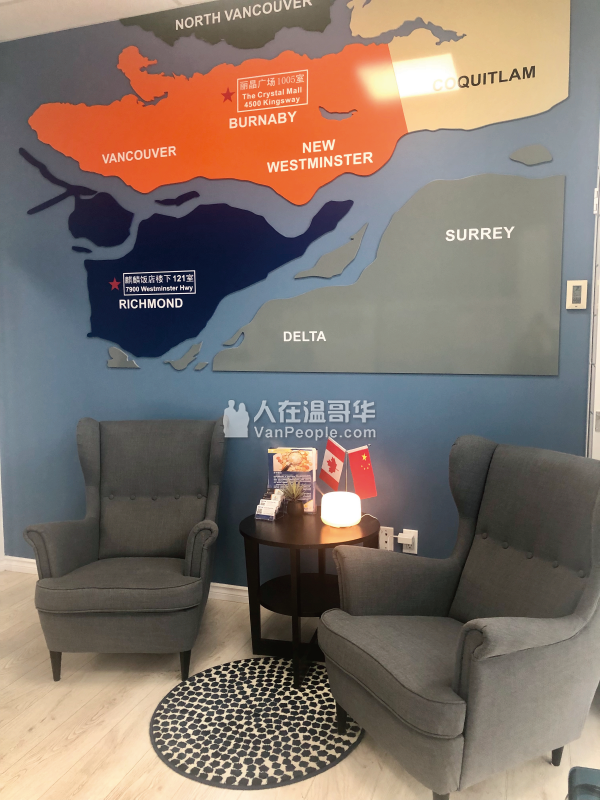 NORTH VANCOUVER
COQUITLAM
丽晶广场1005室
The Crystal Mall
4500 Kingsway
BURNABY
VANCOUVER
NEW
WESTMINSTER
SURREY
麒麟饭店楼下121室
7900 Westminster Hwy
RICHMOND
DELTA
人在温哥华
VanPeople.com